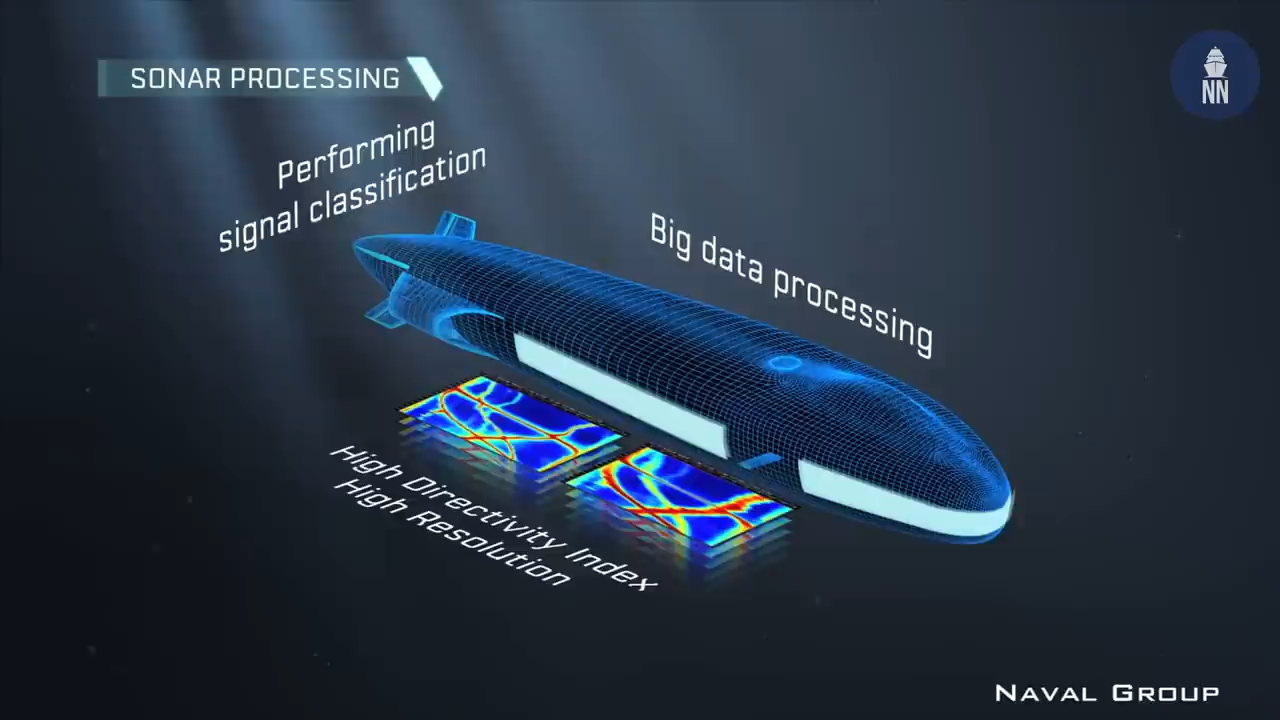 SONAR PROCESSING
NN
Performing
signal classification
Big data processing
High Directivity Index
High Resolution
Naval Group